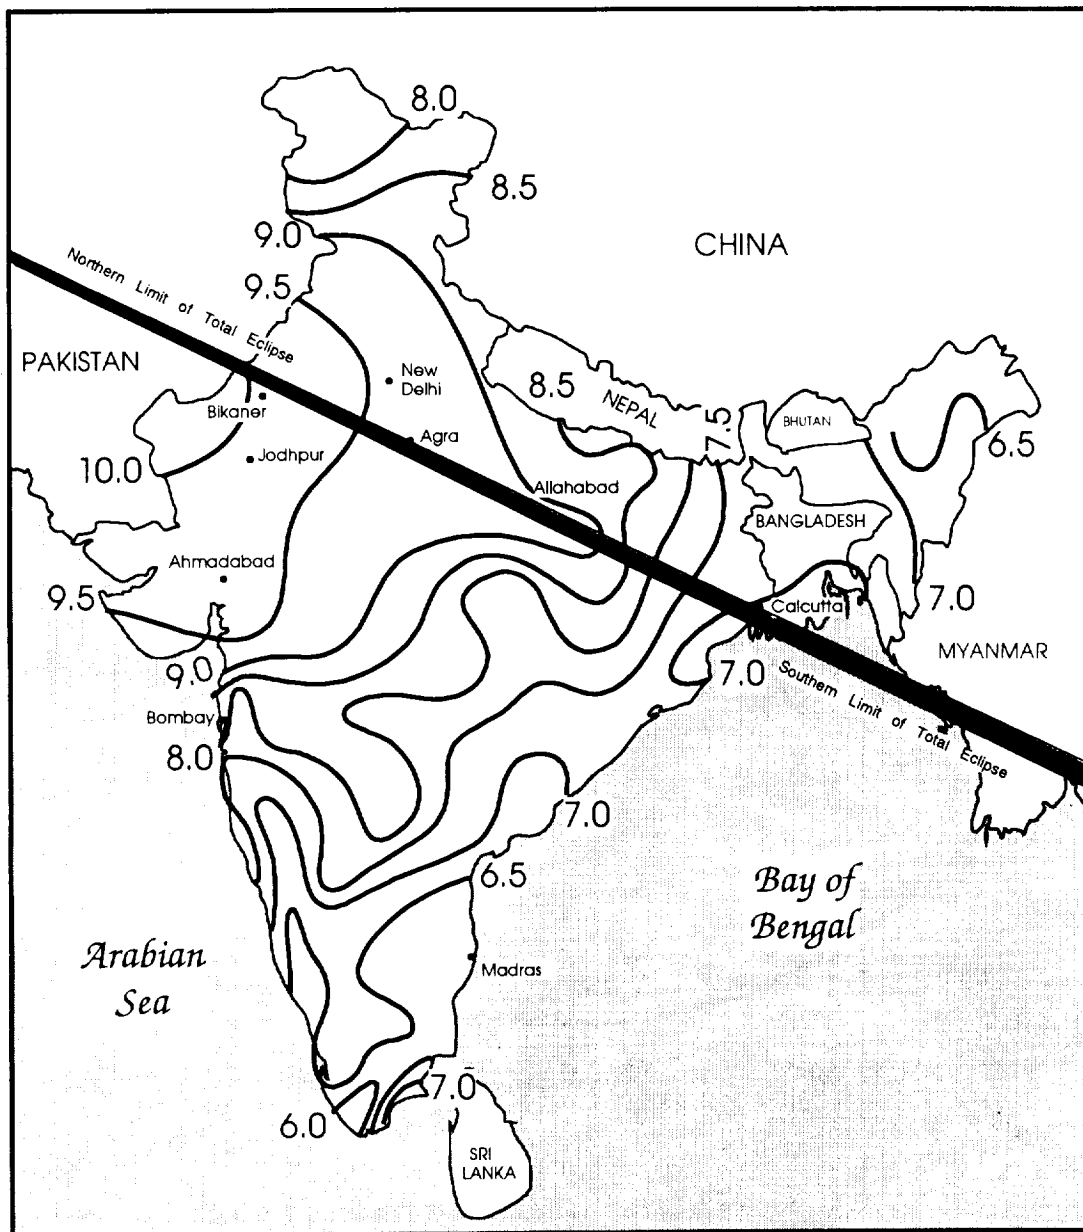 8.0
8.5
9.0
CHINA
9.5
Northern Limit of Total Eclipse
PAKISTAN
New
Delhi
8.5
NEPAL
7.5
BHUTAN
Bikaner
Agra
6.5
10.0
Jodhpur
Allahabad
BANGLADESH
Ahmadabad
9.5
Calcutta
7.0
MYANMAR
9.0
7.0
Southern Limit of Total Eclipse
Bombay
8.0
7.0
6.5
Bay of
Bengal
Arabian
Sea
Madras
7.0
6.0
SRI
LANKA